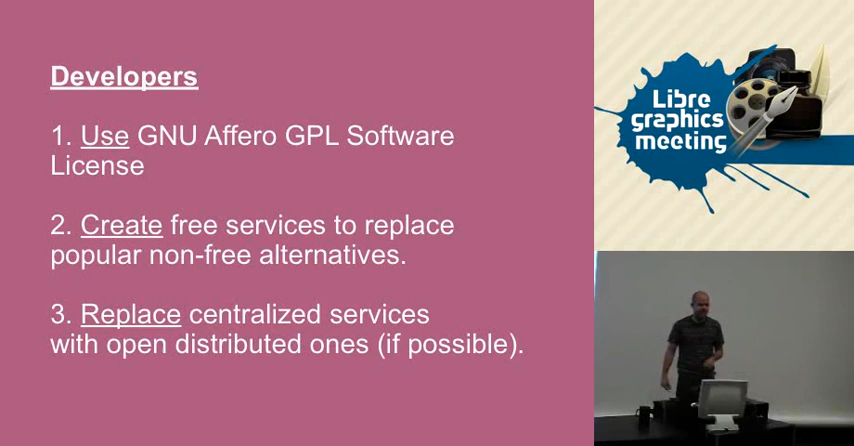 Developers
1. Use GNU Affero GPL Software
License
2. Create free services to replace
popular non-free alternatives.
3. Replace centralized services
with open distributed ones (if possible).
Libre
graphics
meeting